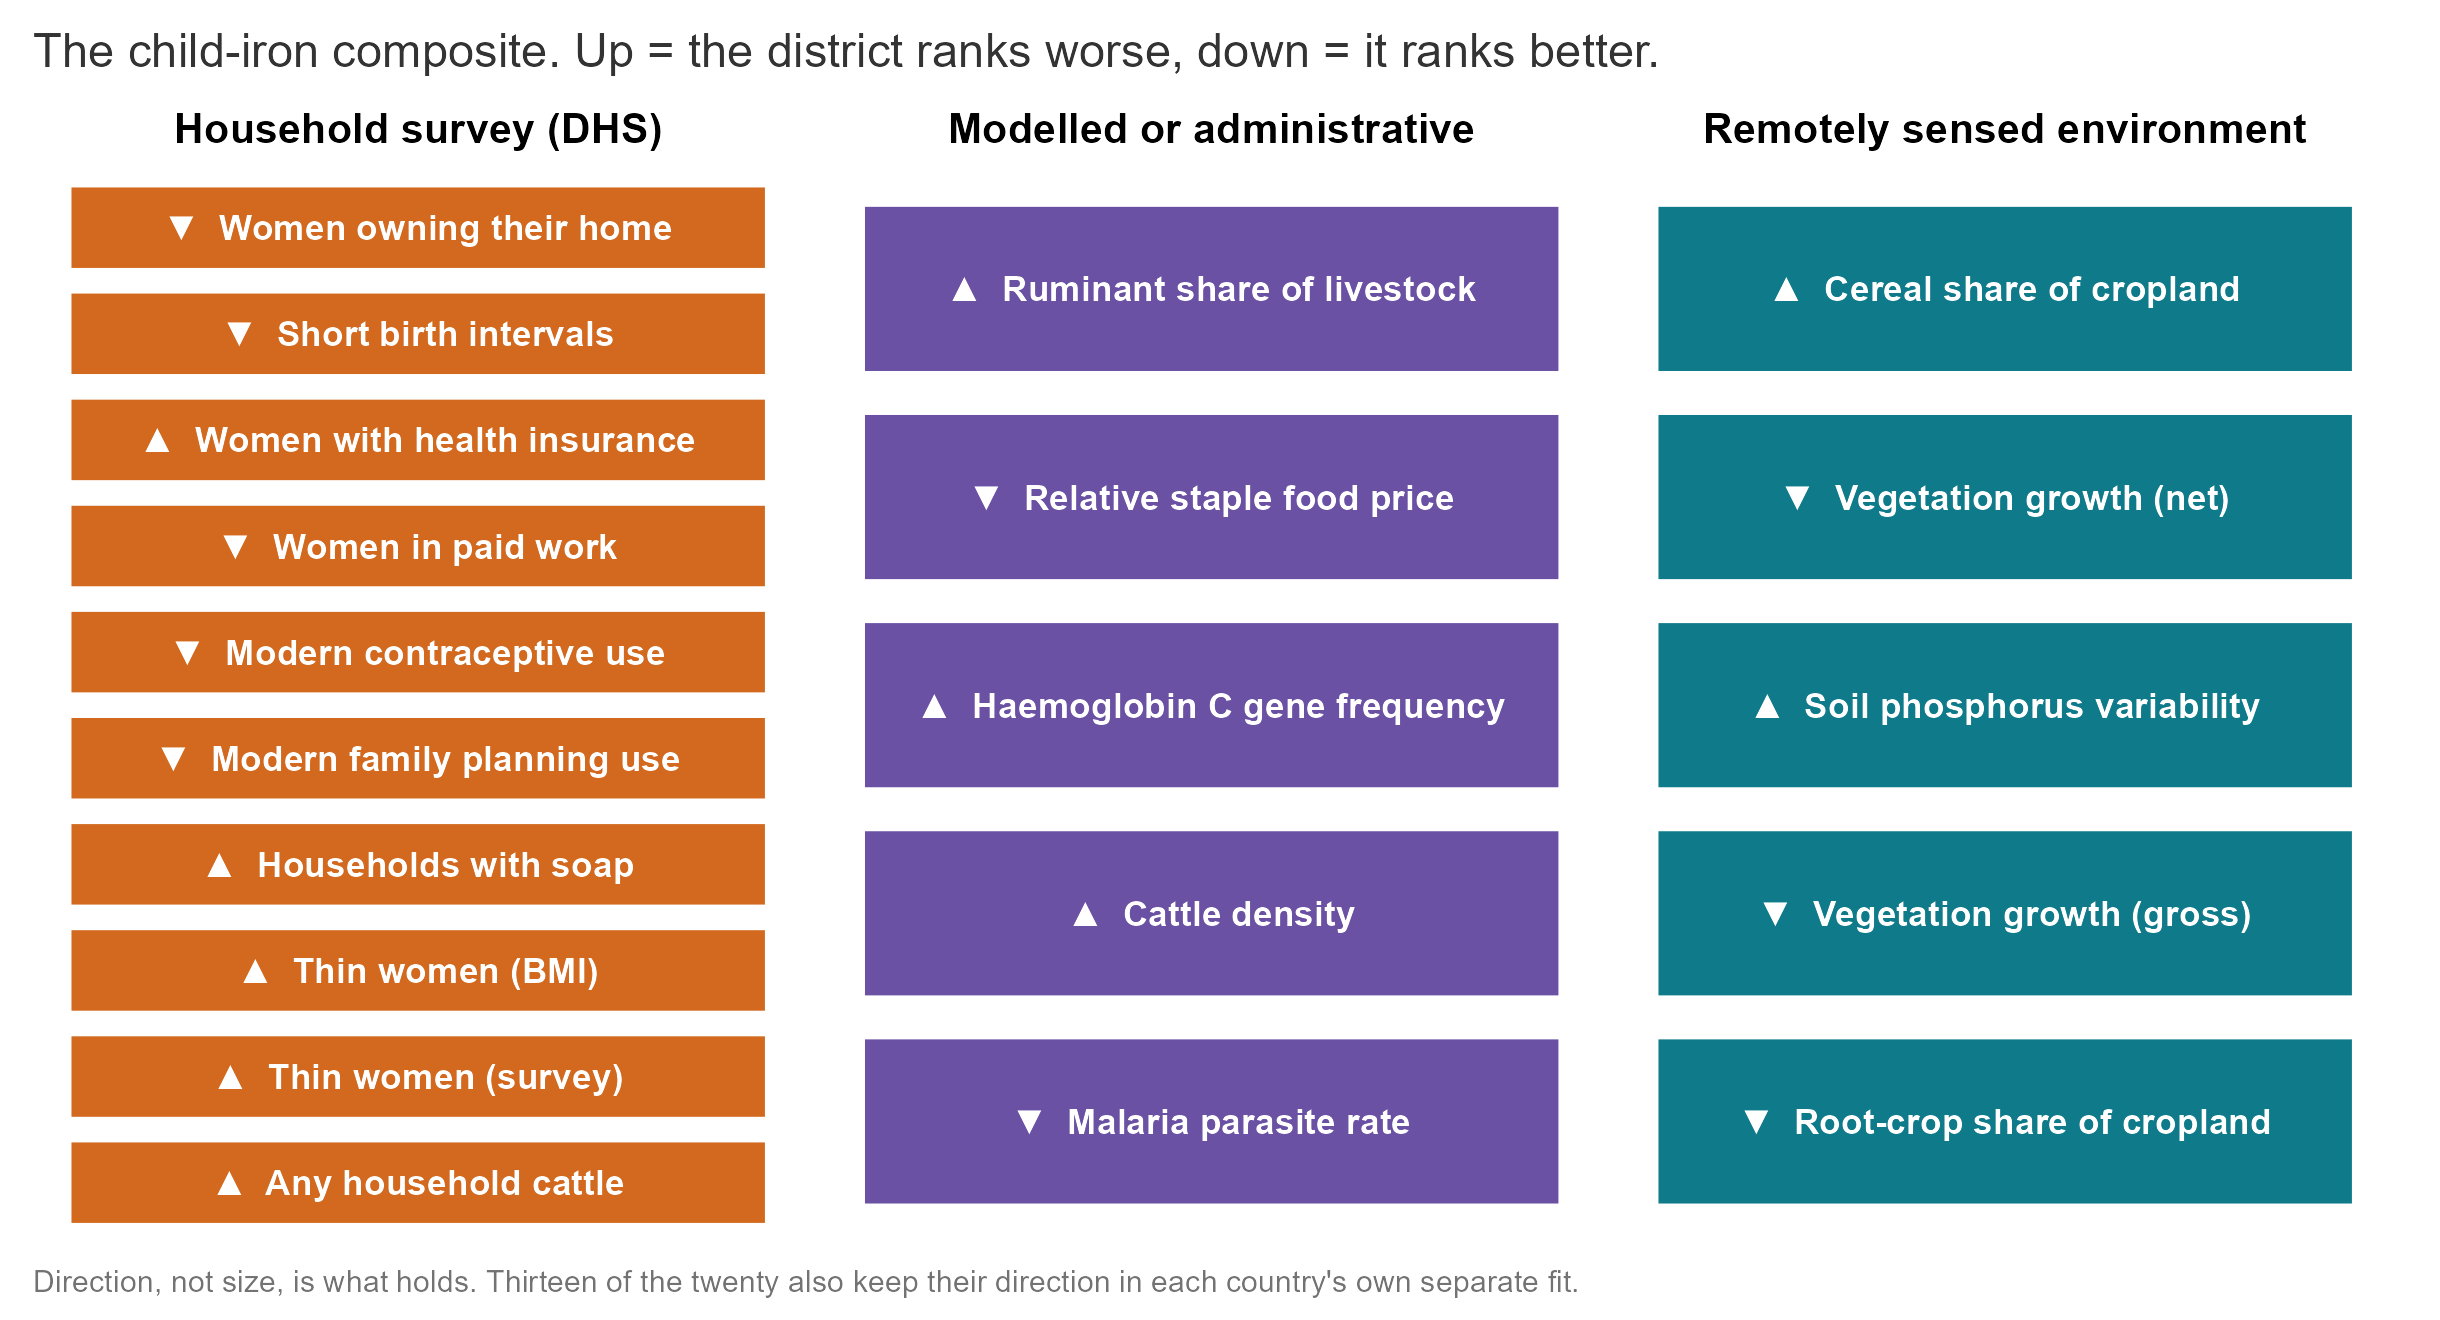 The child-iron composite. Up = the district ranks worse, down = it ranks better.
Household survey (DHS)
▼ Women owning their home
▼ Short birth intervals
▲ Women with health insurance
▼ Women in paid work
▼ Modern contraceptive use
▼ Modern family planning use
▲ Households with soap
▲ Thin women (BMI)
▲ Thin women (survey)
▲ Any household cattle
Modelled or administrative
▲ Ruminant share of livestock
▼ Relative staple food price
▲ Haemoglobin C gene frequency
▲ Cattle density
▼ Malaria parasite rate
Remotely sensed environment
▲ Cereal share of cropland
▼ Vegetation growth (net)
▲ Soil phosphorus variability
▼ Vegetation growth (gross)
▼ Root-crop share of cropland
Direction, not size, is what holds. Thirteen of the twenty also keep their direction in each country's own separate fit.